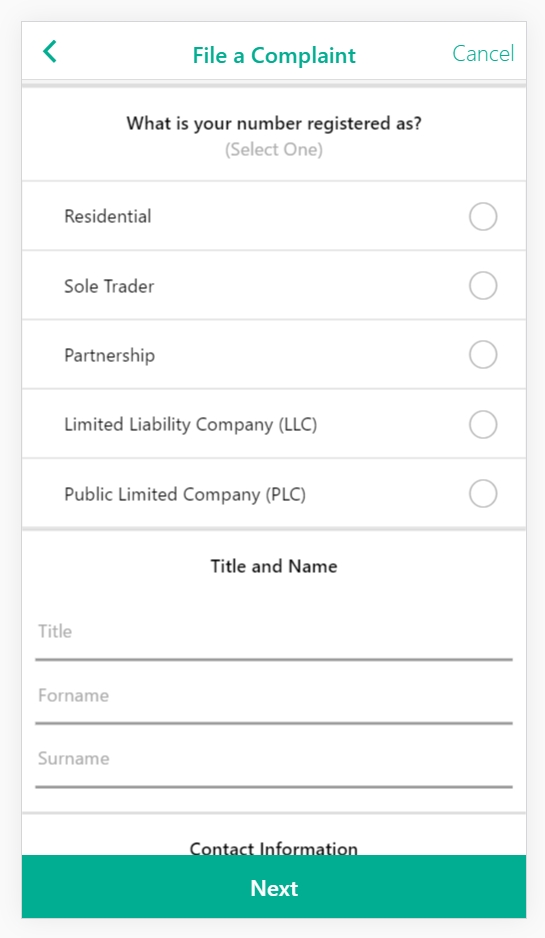 File a Complaint Cancel
What is your number registered as?
(Select One)
Residential
Sole Trader
Partnership
Limited Liability Company (LLC)
Public Limited Company (PLC)
Title and Name
Title
Forname
Surname
Contact Information
Next